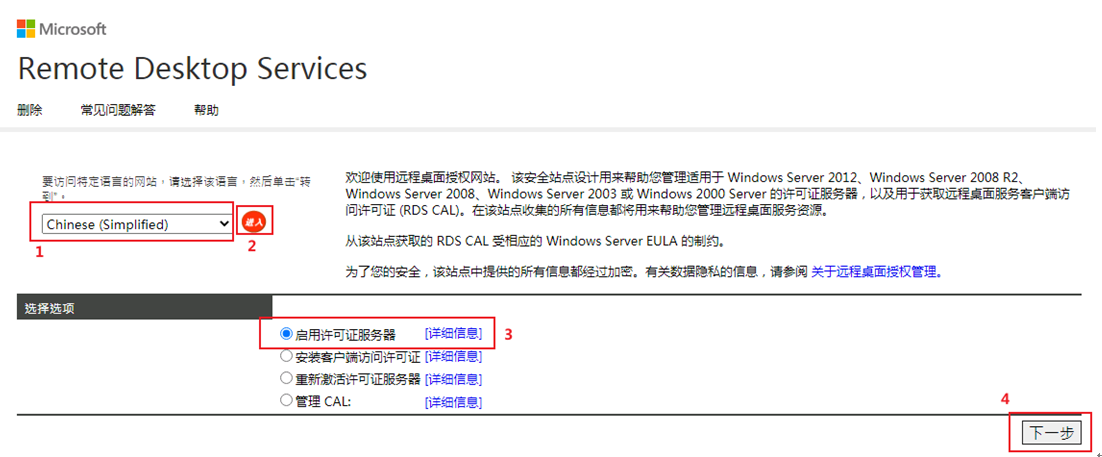 Microsoft
Remote Desktop Services
删除 常见问题解答 帮助
要访问特定语言的网站，请选择该语言，然后单击“转
到”。
Chinese (Simplified)
进入
1
2
欢迎使用远程桌面授权网站。 该安全站点设计用来帮助您管理适用于 Windows Server 2012、Windows Server 2008 R2、
Windows Server 2008、Windows Server 2003 或 Windows 2000 Server 的许可证服务器，以及用于获取远程桌面服务客户端访
问许可证 (RDS CAL)。在该站点收集的所有信息都将用来帮助您管理远程桌面服务资源。
从该站点获取的 RDS CAL 受相应的 Windows Server EULA 的制约。
为了您的安全，该站点中提供的所有信息都经过加密。有关数据隐私的信息，请参阅 关于远程桌面授权管理。
选择选项
启用许可证服务器 [详细信息] 3
安装客户端访问许可证 [详细信息]
重新激活许可证服务器 [详细信息]
管理 CAL: [详细信息]
4
下一步